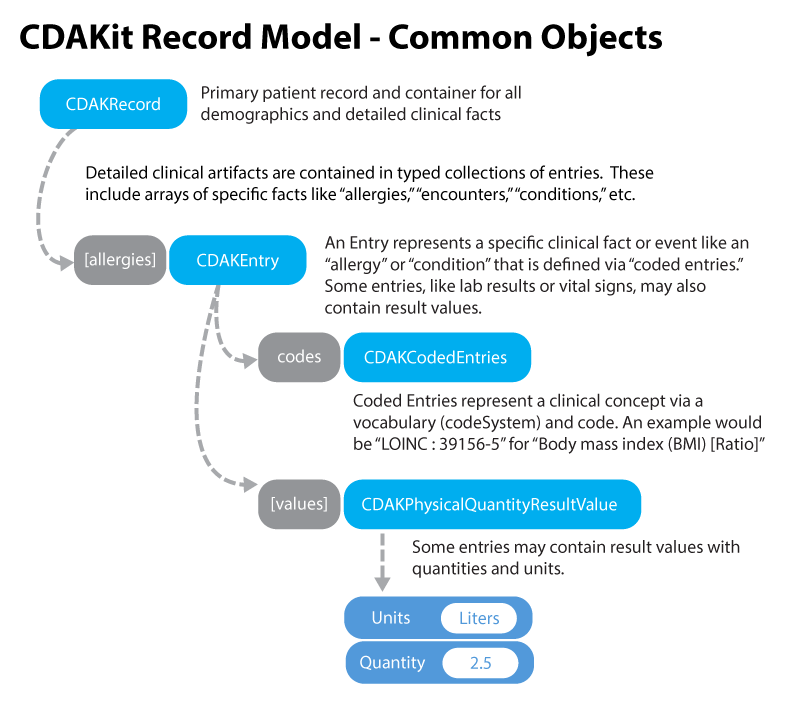 CDAKit Record Model - Common Objects
CDAKRecord
Primary patient record and container for all
demographics and detailed clinical facts
Detailed clinical artifacts are contained in typed collections of entries.  These
include arrays of specific facts like “allergies,” “encounters,” “conditions,” etc.
[allergies]
CDAKEntry
An Entry represents a specific clinical fact or event like an
“allergy” or “condition” that is defined via “coded entries.”
Some entries, like lab results or vital signs, may also
contain result values.
codes
CDAKCodedEntries
Coded Entries represent a clinical concept via a
vocabulary (codeSystem) and code. An example would
be “LOINC : 39156-5” for “Body mass index (BMI) [Ratio]”
[values]
CDAKPhysicalQuantityResultValue
Some entries may contain result values with
quantities and units.
Units
Liters
Quantity
2.5